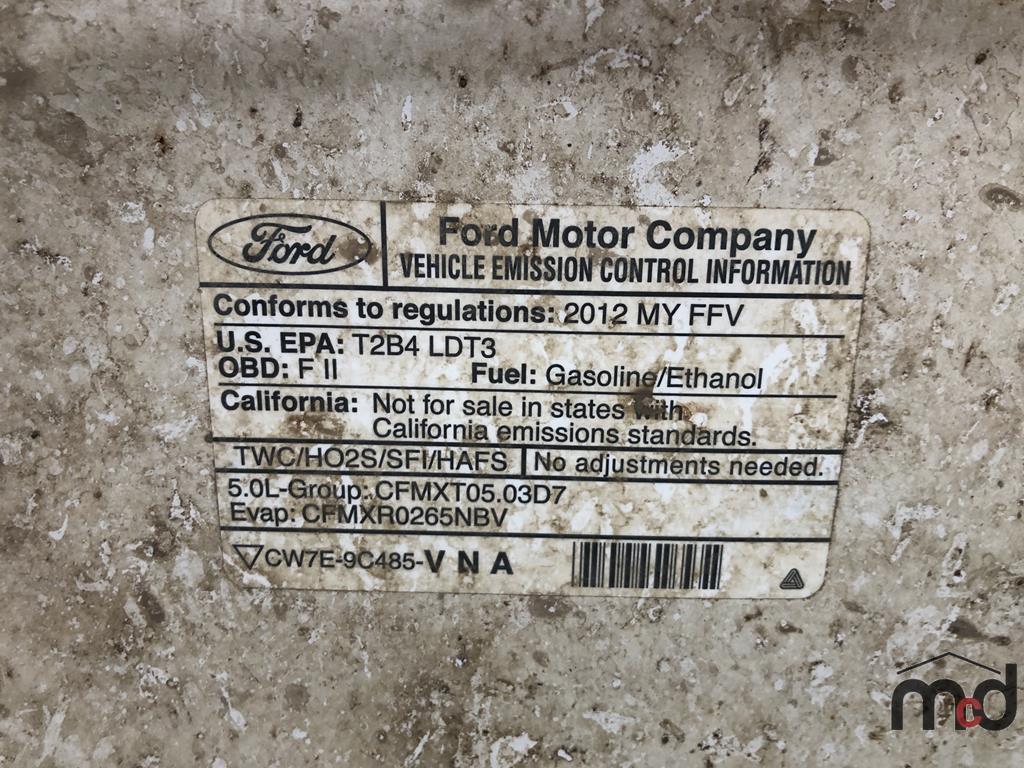 Ford
Ford Motor Company
VEHICLE EMISSION CONTROL INFORMATION
Conforms to regulations: 2012 MY FFV
U.S. EPA: T2B4 LDT3
OBD: F II Fuel: Gasoline/Ethanol
California: Not for sale in states with
California emissions standards.
TWC/HO2S/SFI/HAFS No adjustments needed.
5.0L-Group: CFMXT05.03D7
Evap: CFMXR0265NBV
CW7E-9C485-VNA
mcd